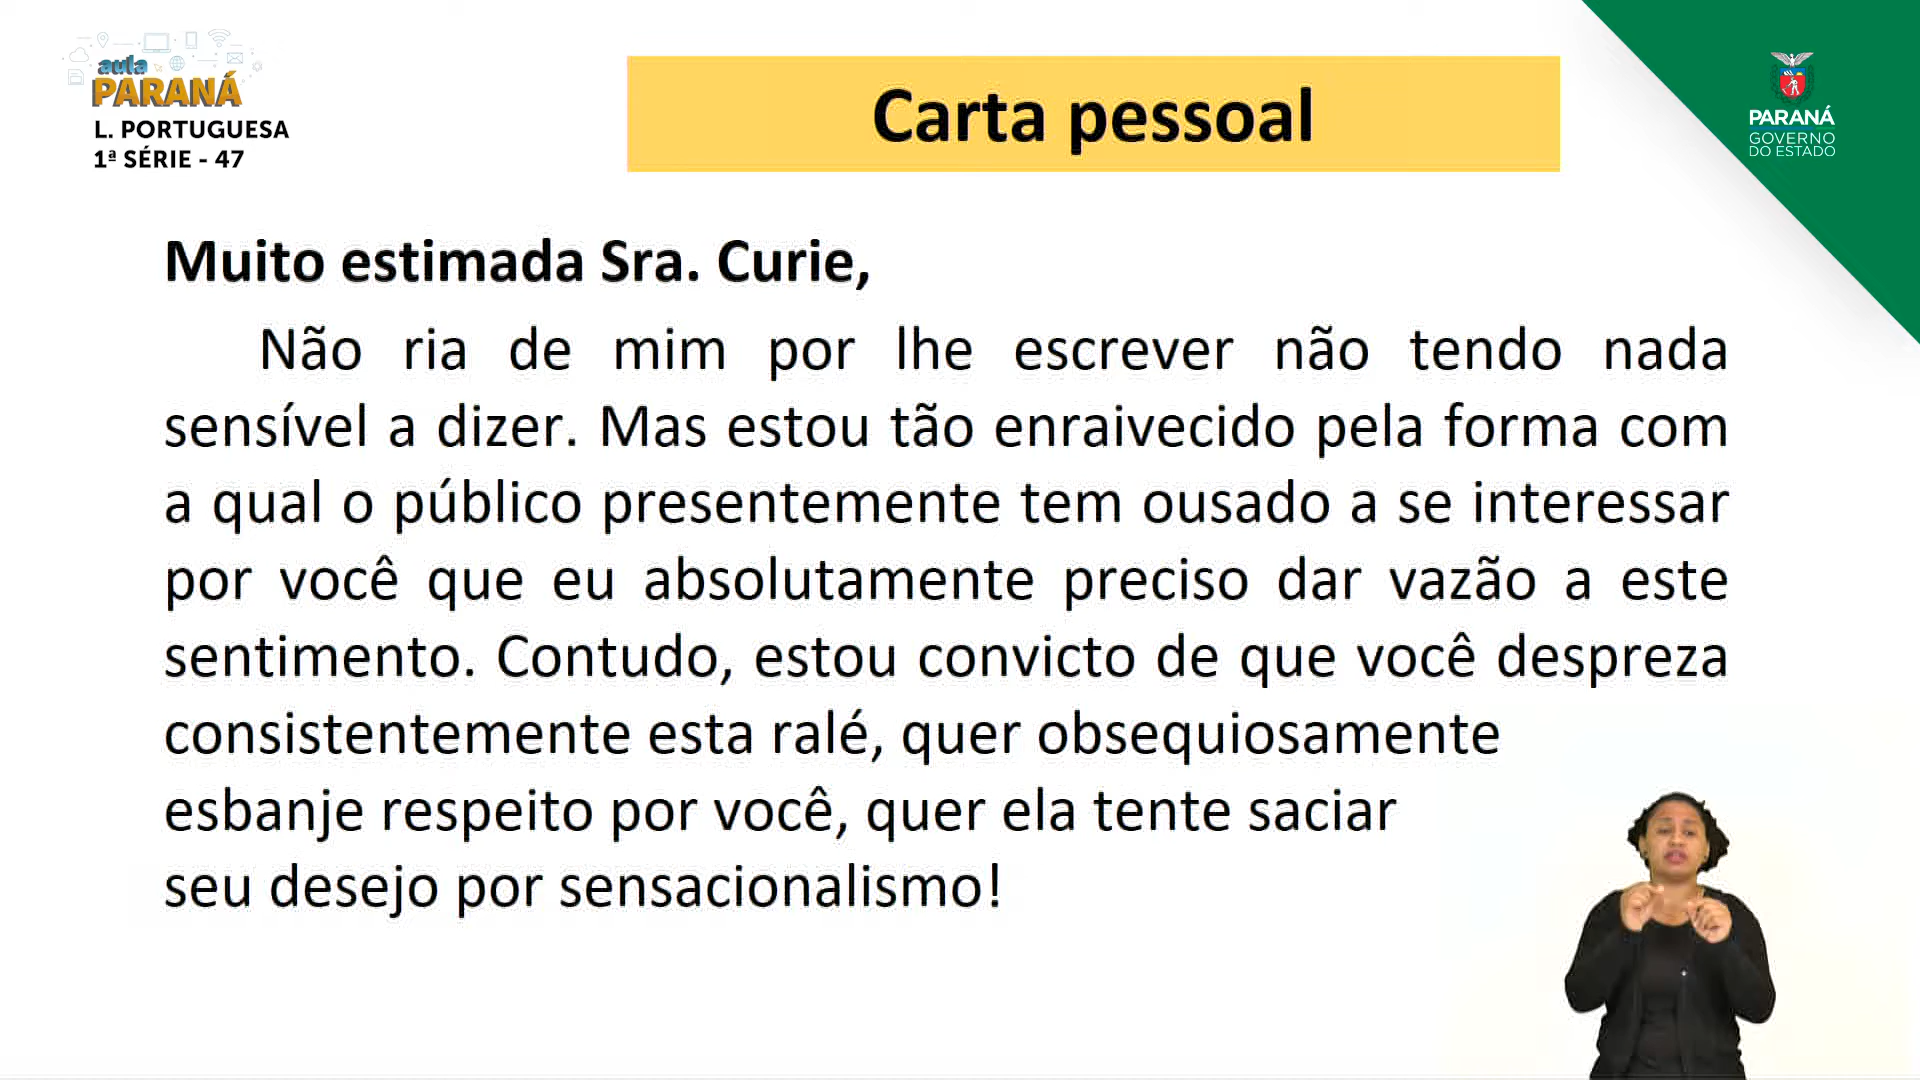 aula
PARANÁ
L. PORTUGUESA
1ª SÉRIE - 47
Carta pessoal
PARANÁ
GOVERNO
DO ESTADO
Muito estimada Sra. Curie,
Não ria de mim por lhe escrever não tendo nada
sensível a dizer. Mas estou tão enraivecido pela forma com
a qual o público presentemente tem ousado a se interessar
por você que eu absolutamente preciso dar vazão a este
sentimento. Contudo, estou convicto de que você despreza
consistentemente esta ralé, quer obsequiosamente
esbanje respeito por você, quer ela tente saciar
seu desejo por sensacionalismo!